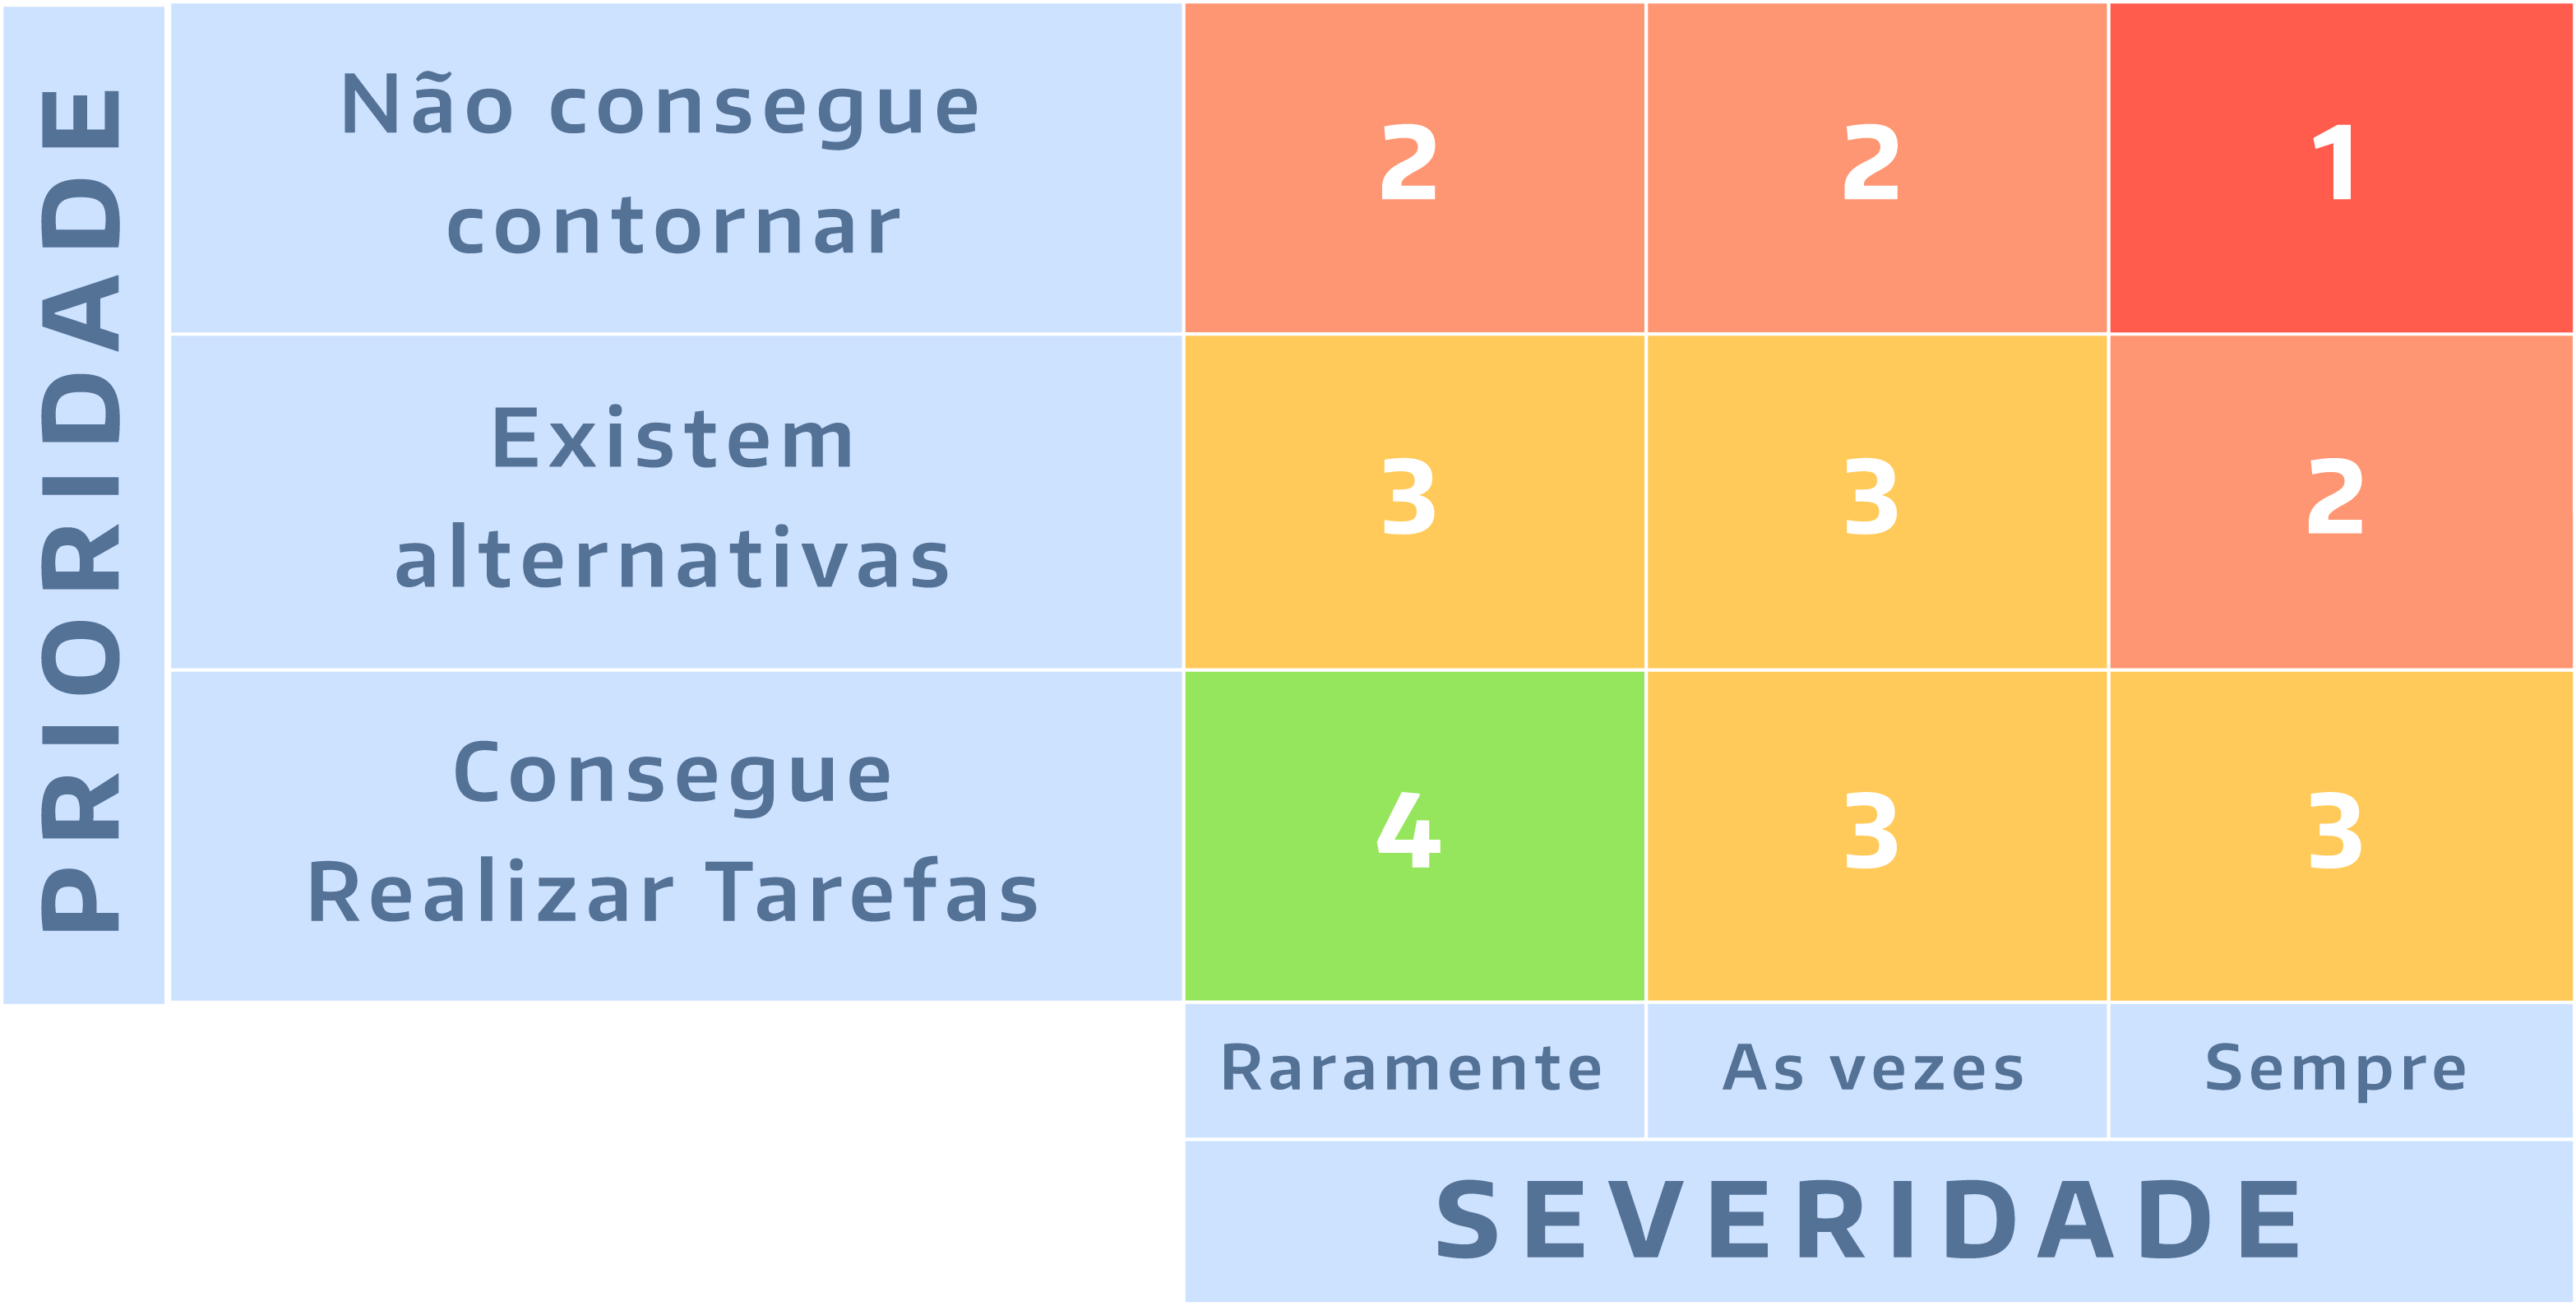 PRIORIDADE
Não consegue
contornar
2 2 1
Existem
alternativas
3 3 2
Consegue
Realizar Tarefas
4 3 3
Raramente As vezes Sempre
SEVERIDADE